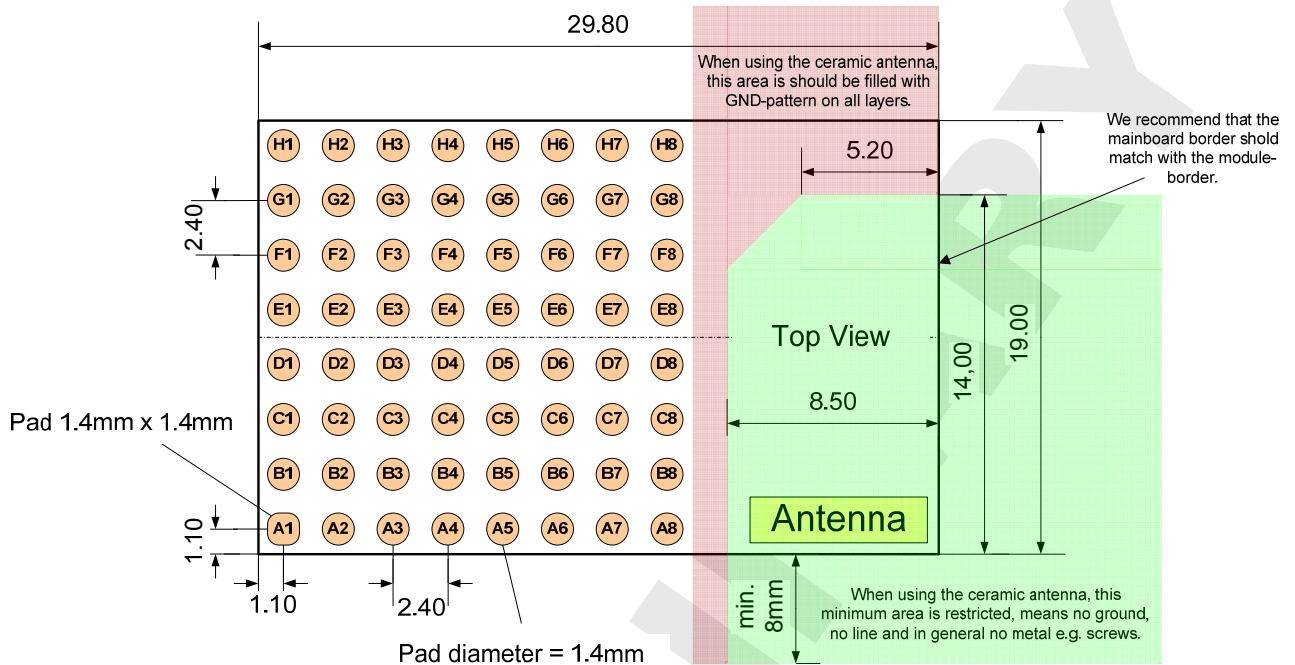 29.80
When using the ceramic antenna,
this area is should be filled with
GND-pattern on all layers.
We recommend that the
mainboard border shold
match with the module-
border.
5.20
H1 H2 H3 H4 H5 H6 H7 H8
G1 G2 G3 G4 G5 G6 G7 G8
2.40
F1 F2 F3 F4 F5 F6 F7 F8
E1 E2 E3 E4 E5 E6 E7 E8
Top View
19.00
14,00
D1 D2 D3 D4 D5 D6 D7 D8
8.50
Pad 1.4mm x 1.4mm
C1 C2 C3 C4 C5 C6 C7 C8
B1 B2 B3 B4 B5 B6 B7 B8
A1 A2 A3 A4 A5 A6 A7 A8
Antenna
1.10
1.10
2.40
min.
8mm
When using the ceramic antenna, this
minimum area is restricted, means no ground,
no line and in general no metal e.g. screws.
Pad diameter = 1.4mm